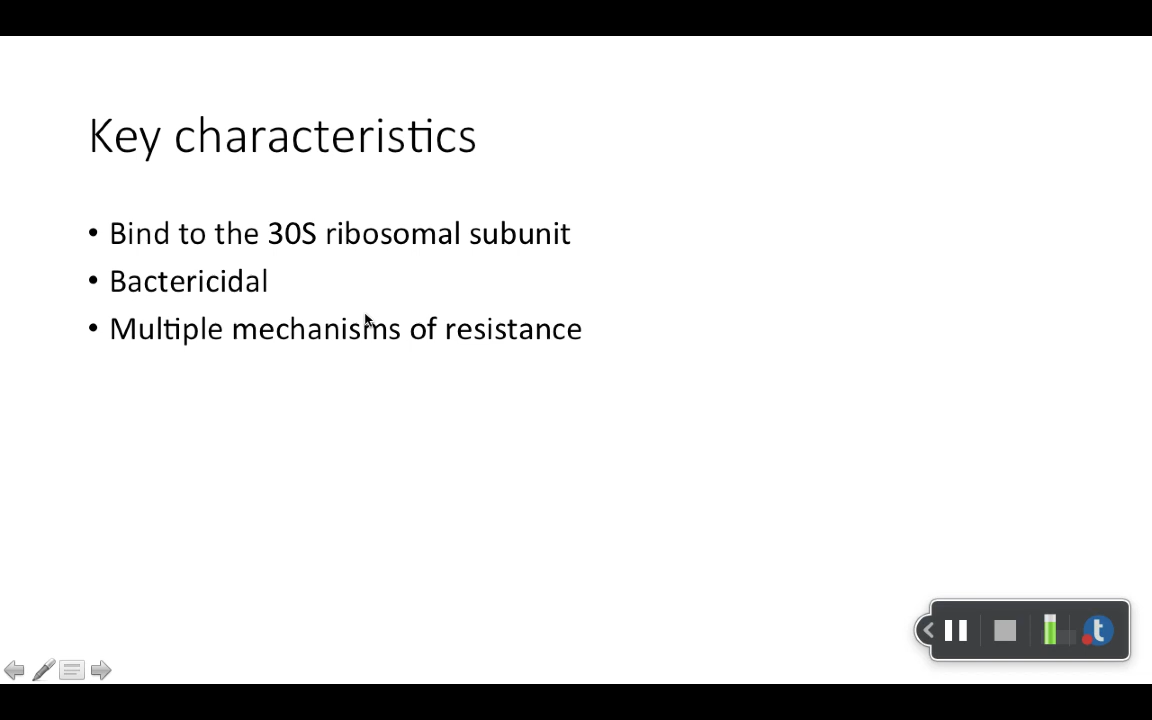 Key characteristics
• Bind to the 30S ribosomal subunit
• Bactericidal
• Multiple mechanisms of resistance
t